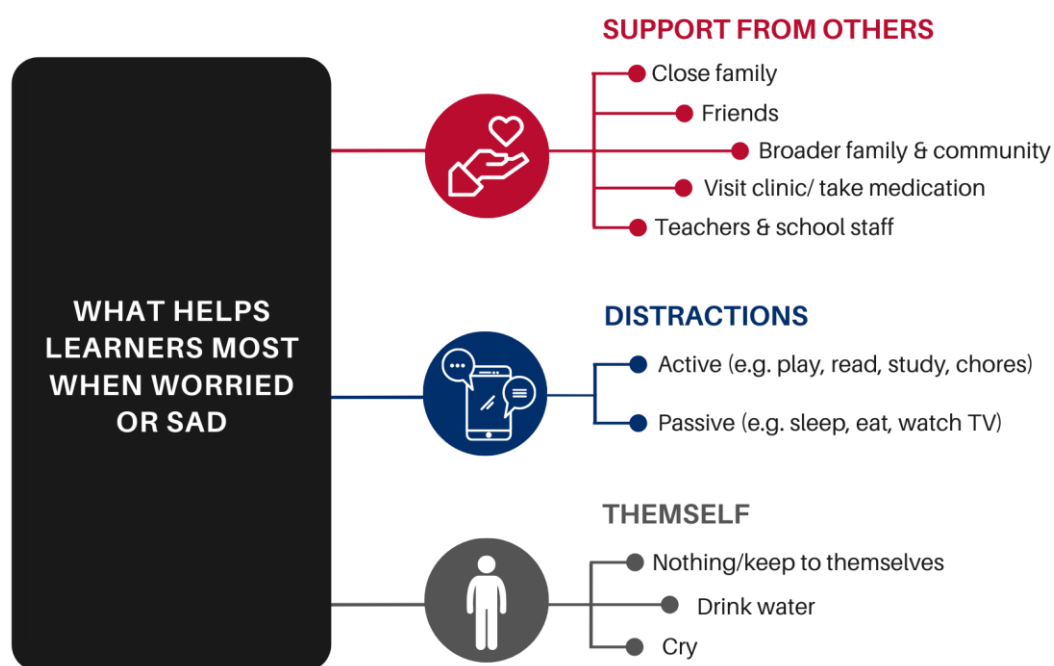 WHAT HELPS
LEARNERS MOST
WHEN WORRIED
OR SAD
SUPPORT FROM OTHERS
Close family
Friends
Broader family & community
Visit clinic/ take medication
Teachers & school staff
DISTRACTIONS
Active (e.g. play, read, study, chores)
Passive (e.g. sleep, eat, watch TV)
THEMSELF
Nothing/keep to themselves
Drink water
Cry